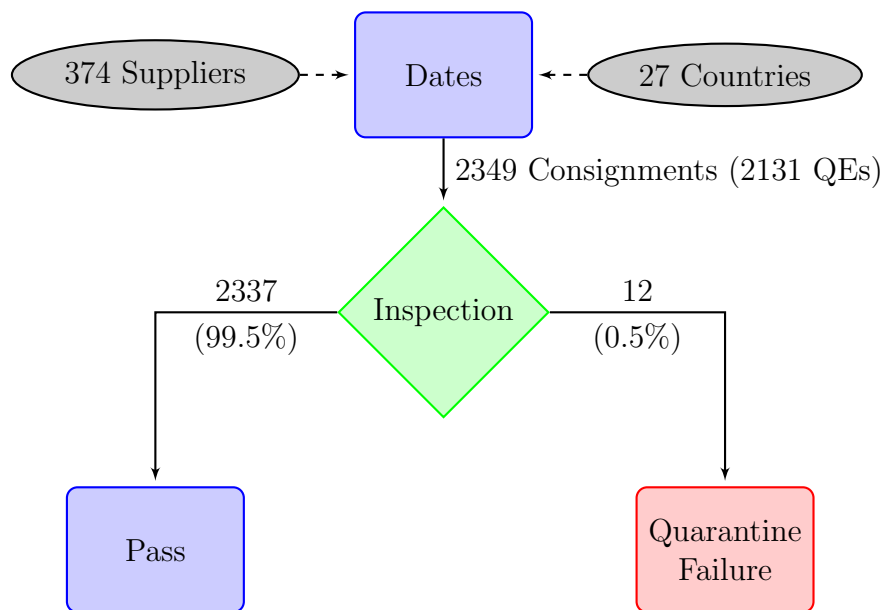 374 Suppliers
Dates
27 Countries
2349 Consignments (2131 QEs)
2337
(99.5%)
Inspection
12
(0.5%)
Pass
Quarantine
Failure